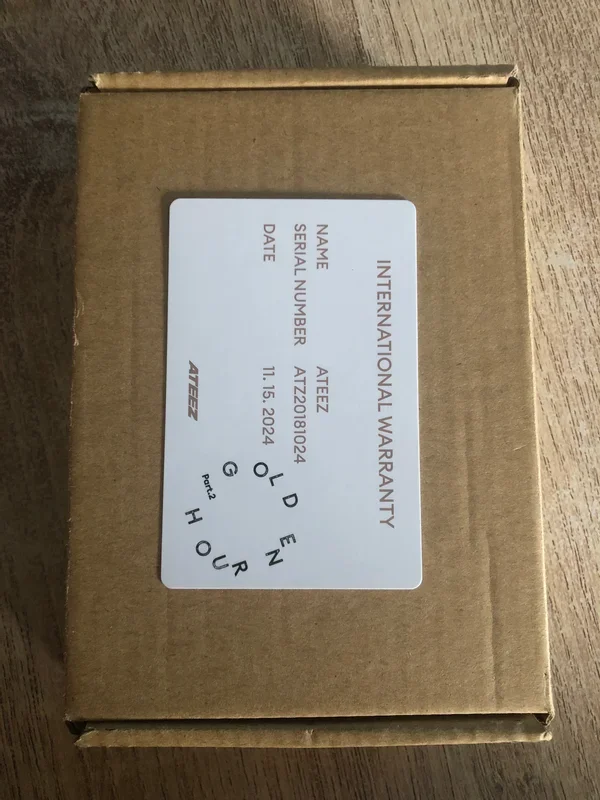 INTERNATIONAL WARRANTY
NAME ATEEZ
SERIAL NUMBER ATZ20181024
DATE 11. 15. 2024
ATEEZ
GOLDEN
HOUR
Part.2